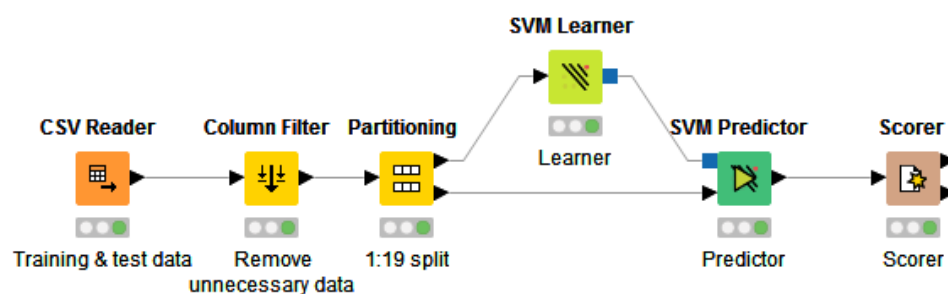 SVM Learner
Learner
CSV Reader
Column Filter
Partitioning
SVM Predictor
Scorer
Training & test data
Remove
unnecessary data
1:19 split
Predictor
Scorer